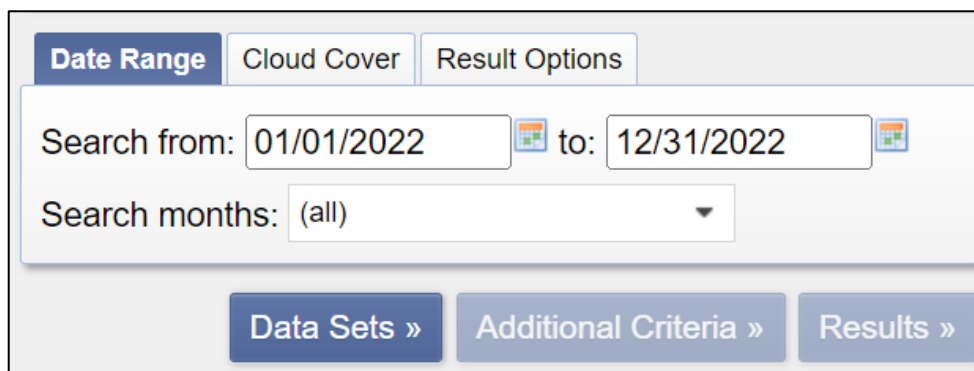 Date Range Cloud Cover Result Options
Search from: 01/01/2022 to: 12/31/2022
Search months: (all)
Data Sets » Additional Criteria » Results »